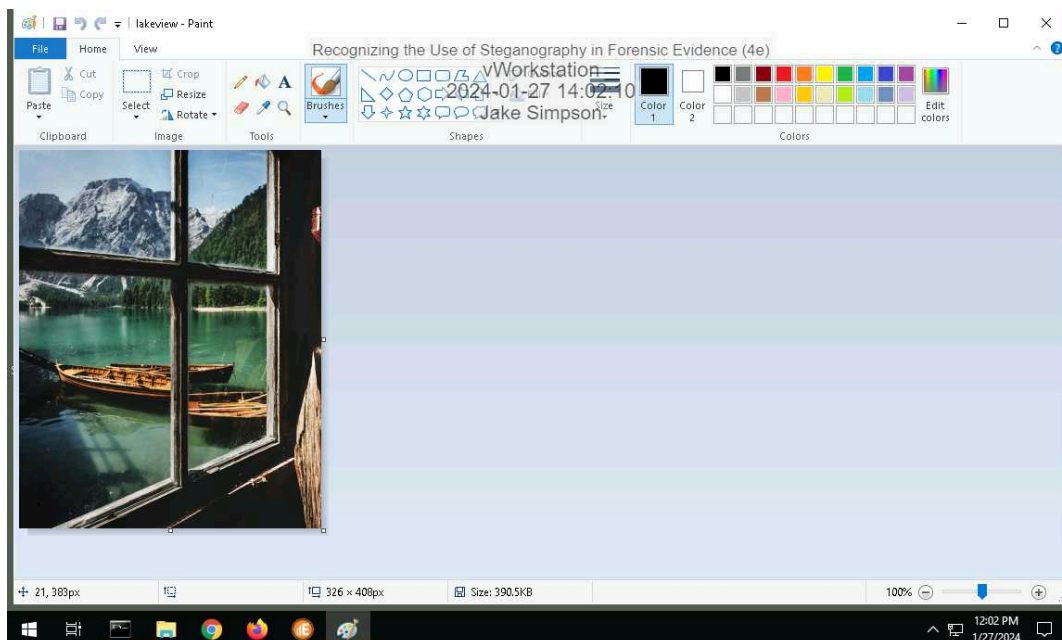 lakeview - Paint
File Home View
Recognizing the Use of Steganography in Forensic Evidence (4e)
vWorkstation
2024-01-27 14:02:10
Jake Simpson
Paste
Cut
Copy
Clipboard
Select
Crop
Resize
Rotate
Image
A
Tools
Brushes
Shapes
Size
Color 1
Color 2
Edit colors
Colors
21, 383px
326 × 408px
Size: 390.5KB
100%
12:02 PM
1/27/2024